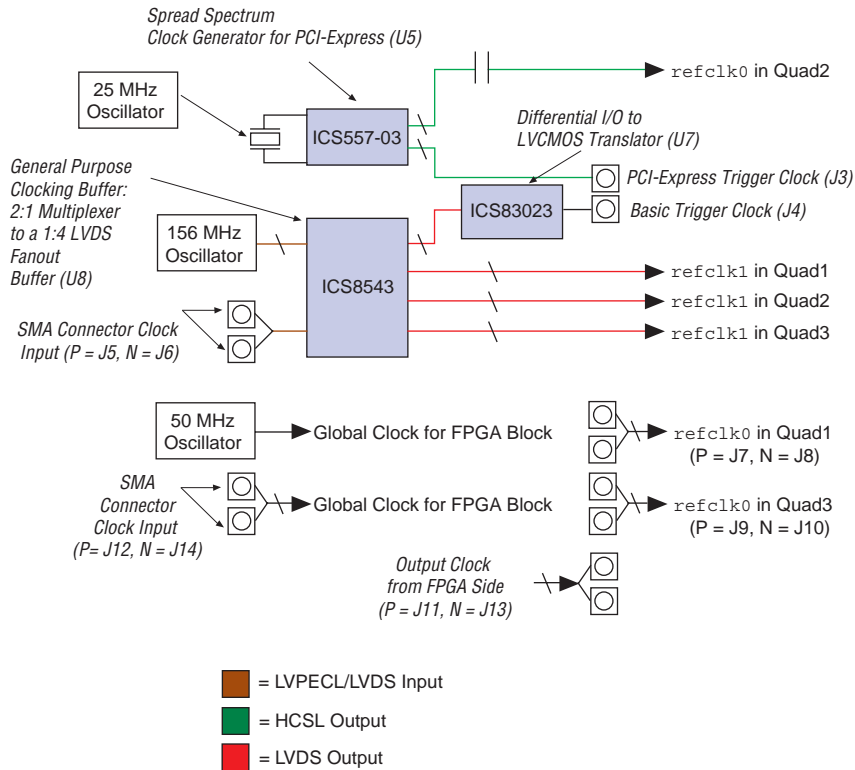 Spread Spectrum
Clock Generator for PCI-Express (U5)
25 MHz
Oscillator
ICS557-03
refclk0 in Quad2
Differential I/O to
LVCMOS Translator (U7)
General Purpose
Clocking Buffer:
2:1 Multiplexer
to a 1:4 LVDS
Fanout
Buffer (U8)
PCI-Express Trigger Clock (J3)
ICS83023
Basic Trigger Clock (J4)
156 MHz
Oscillator
ICS8543
refclk1 in Quad1
refclk1 in Quad2
refclk1 in Quad3
SMA Connector Clock
Input (P = J5, N = J6)
50 MHz
Oscillator
Global Clock for FPGA Block
refclk0 in Quad1
(P = J7, N = J8)
SMA
Connector
Clock Input
(P= J12, N = J14)
Global Clock for FPGA Block
refclk0 in Quad3
(P = J9, N = J10)
Output Clock
from FPGA Side
(P = J11, N = J13)
= LVPECL/LVDS Input
= HCSL Output
= LVDS Output